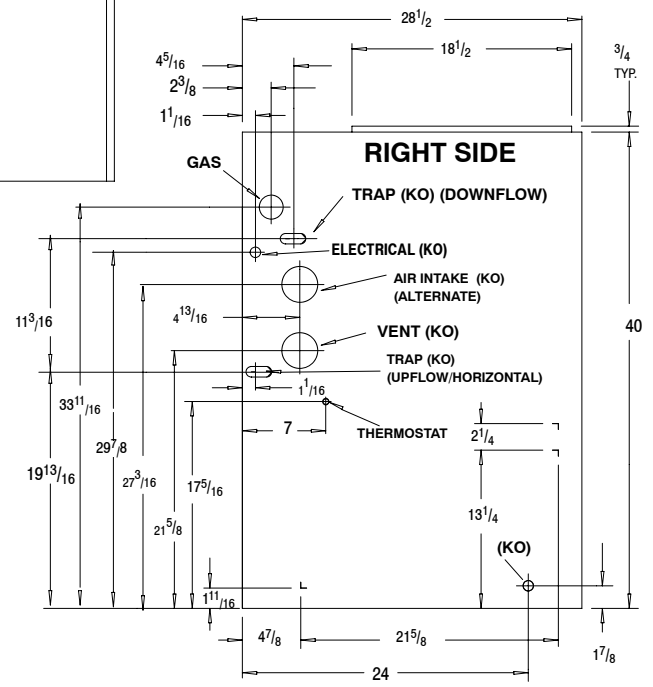 28 1/2
18 1/2
4 5/16
3/4
TYP.
2 3/8
1 1/16
RIGHT SIDE
GAS
TRAP (KO) (DOWNFLOW)
ELECTRICAL (KO)
AIR INTAKE (KO)
(ALTERNATE)
4 13/16
11 3/16
40
VENT (KO)
TRAP (KO)
(UPFLOW/HORIZONTAL)
1 1/16
33 11/16
7
THERMOSTAT
2 1/4
29 7/8
19 13/16
27 3/16
17 5/16
21 5/8
13 1/4
(KO)
1 11/16
4 7/8
21 5/8
1 7/8
24